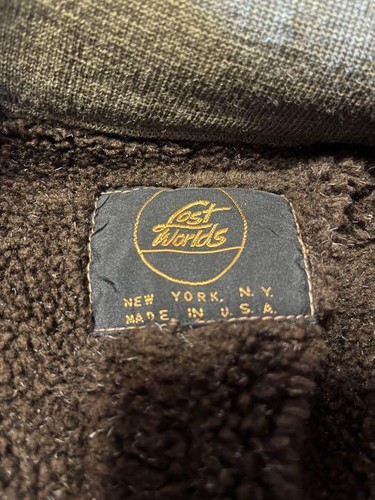 Lost
Worlds
NEW YORK, N.Y.
MADE IN U.S.A.